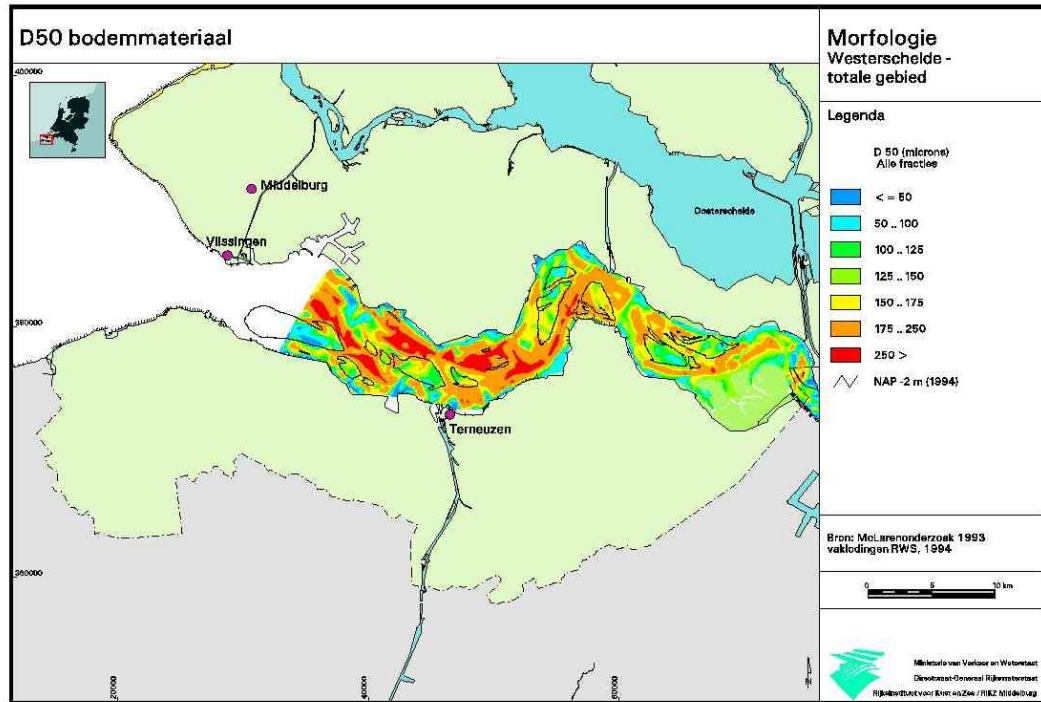 D50 bodemmateriaal
400000
380000
360000
20000
40000
60000
Middelburg
Vlissingen
Oosterschelde
Terneuzen
Morfologie
Westerschelde -
totale gebied
Legenda
D 50 (microns)
Alle fracties
< = 50
50 .. 100
100 .. 125
125 .. 150
150 .. 175
175 .. 250
250 >
NAP -2 m (1994)
Bron: McLarenonderzoek 1993
vaklodingen RWS, 1994
0 5 10 km
Ministerie van Verkeer en Waterstaat
Directoraat-Generaal Rijkswaterstaat
Rijksinstituut voor Kust en Zee / RIKZ Middelburg